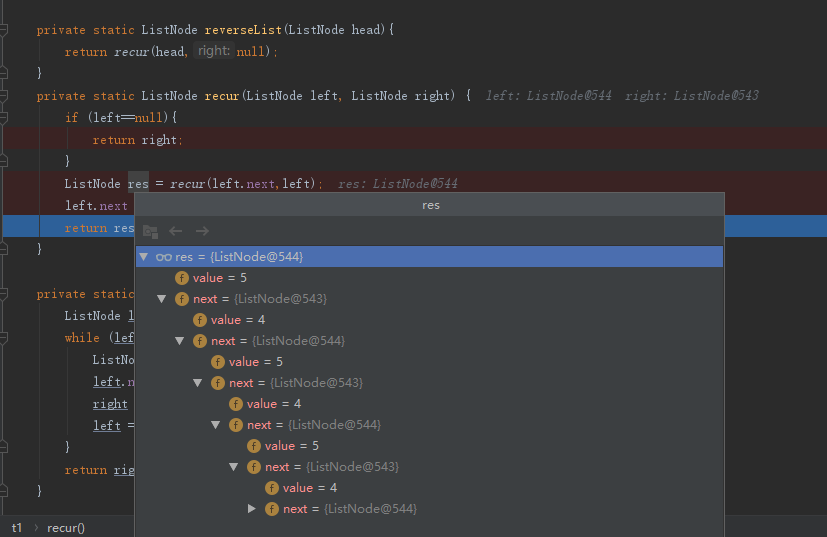 private static ListNode reverseList(ListNode head){
return recur(head, right: null);
}
private static ListNode recur(ListNode left, ListNode right) { left: ListNode@544 right: ListNode@543
if (left==null){
return right;
}
ListNode res = recur(left.next,left); res: ListNode@544
left.next
res
return res
res = {ListNode@544}
}
value = 5
private static
next = {ListNode@543}
ListNode l
value = 4
while (lef
next = {ListNode@544}
ListNo
value = 5
left.n
next = {ListNode@543}
right
value = 4
left =
next = {ListNode@544}
}
value = 5
return rig
next = {ListNode@543}
}
value = 4
next = {ListNode@544}
t1 recur()